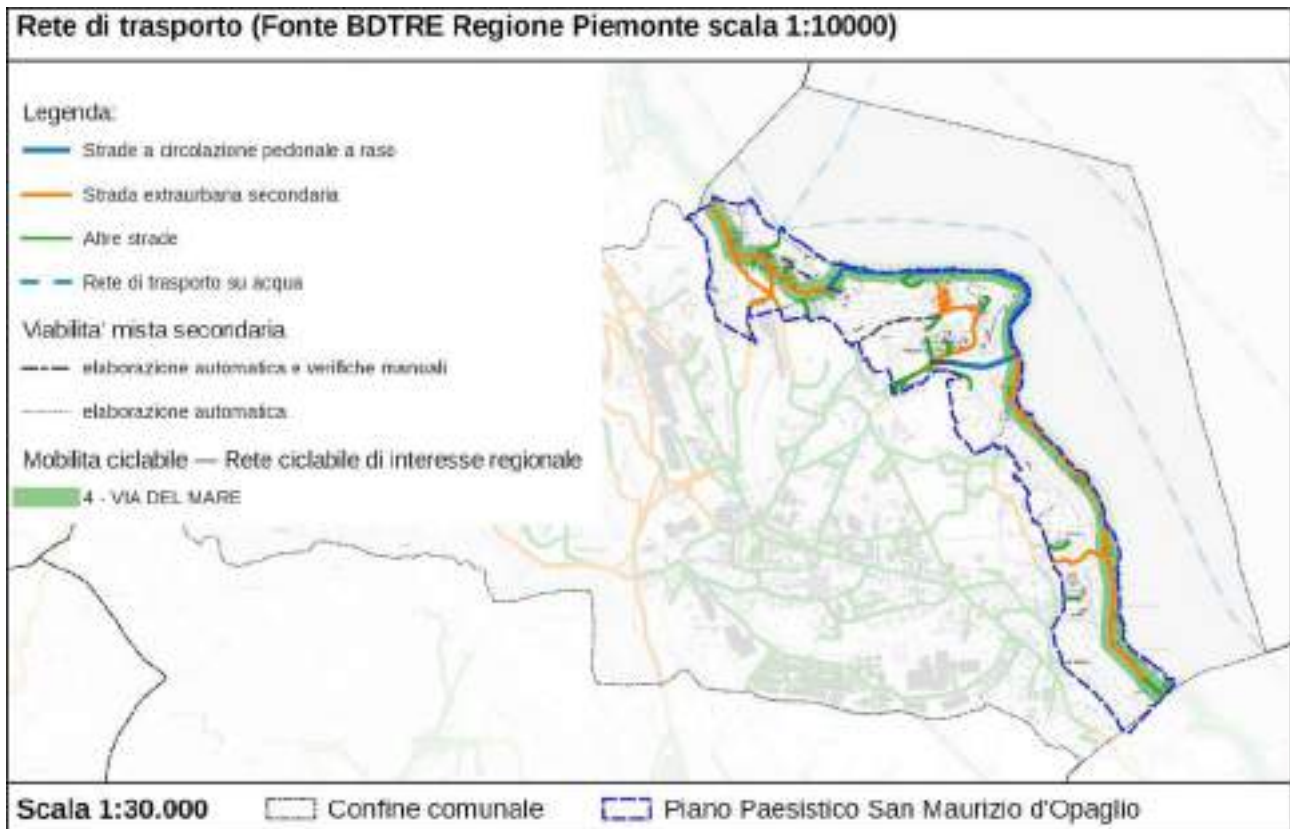 Rete di trasporto (Fonte BDTRE Regione Piemonte scala 1:10000)
Legenda:
Strade a circolazione pedonale a raso
Strada extraurbana secondaria
Altre strade
Rete di trasporto su acqua
Viabilita' mista secondaria
elaborazione automatica e verifiche manuali
elaborazione automatica
Mobilita ciclabile — Rete ciclabile di interesse regionale
4 - VIA DEL MARE
Scala 1:30.000 Confine comunale Piano Paesistico San Maurizio d'Opaglio